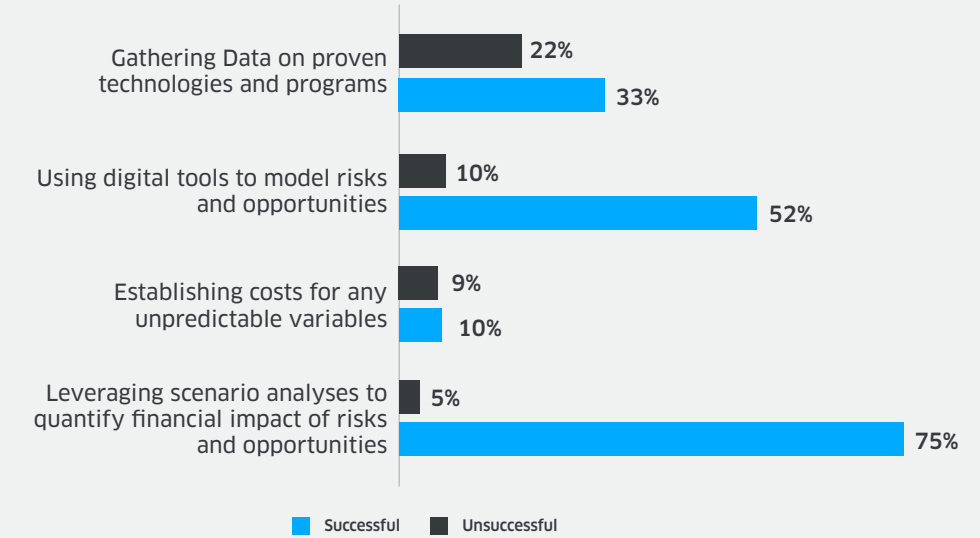 Gathering Data on proven
technologies and programs
22%
33%
Using digital tools to model risks
and opportunities
10%
52%
Establishing costs for any
unpredictable variables
9%
10%
Leveraging scenario analyses to
quantify financial impact of risks
and opportunities
5%
75%
Successful
Unsuccessful